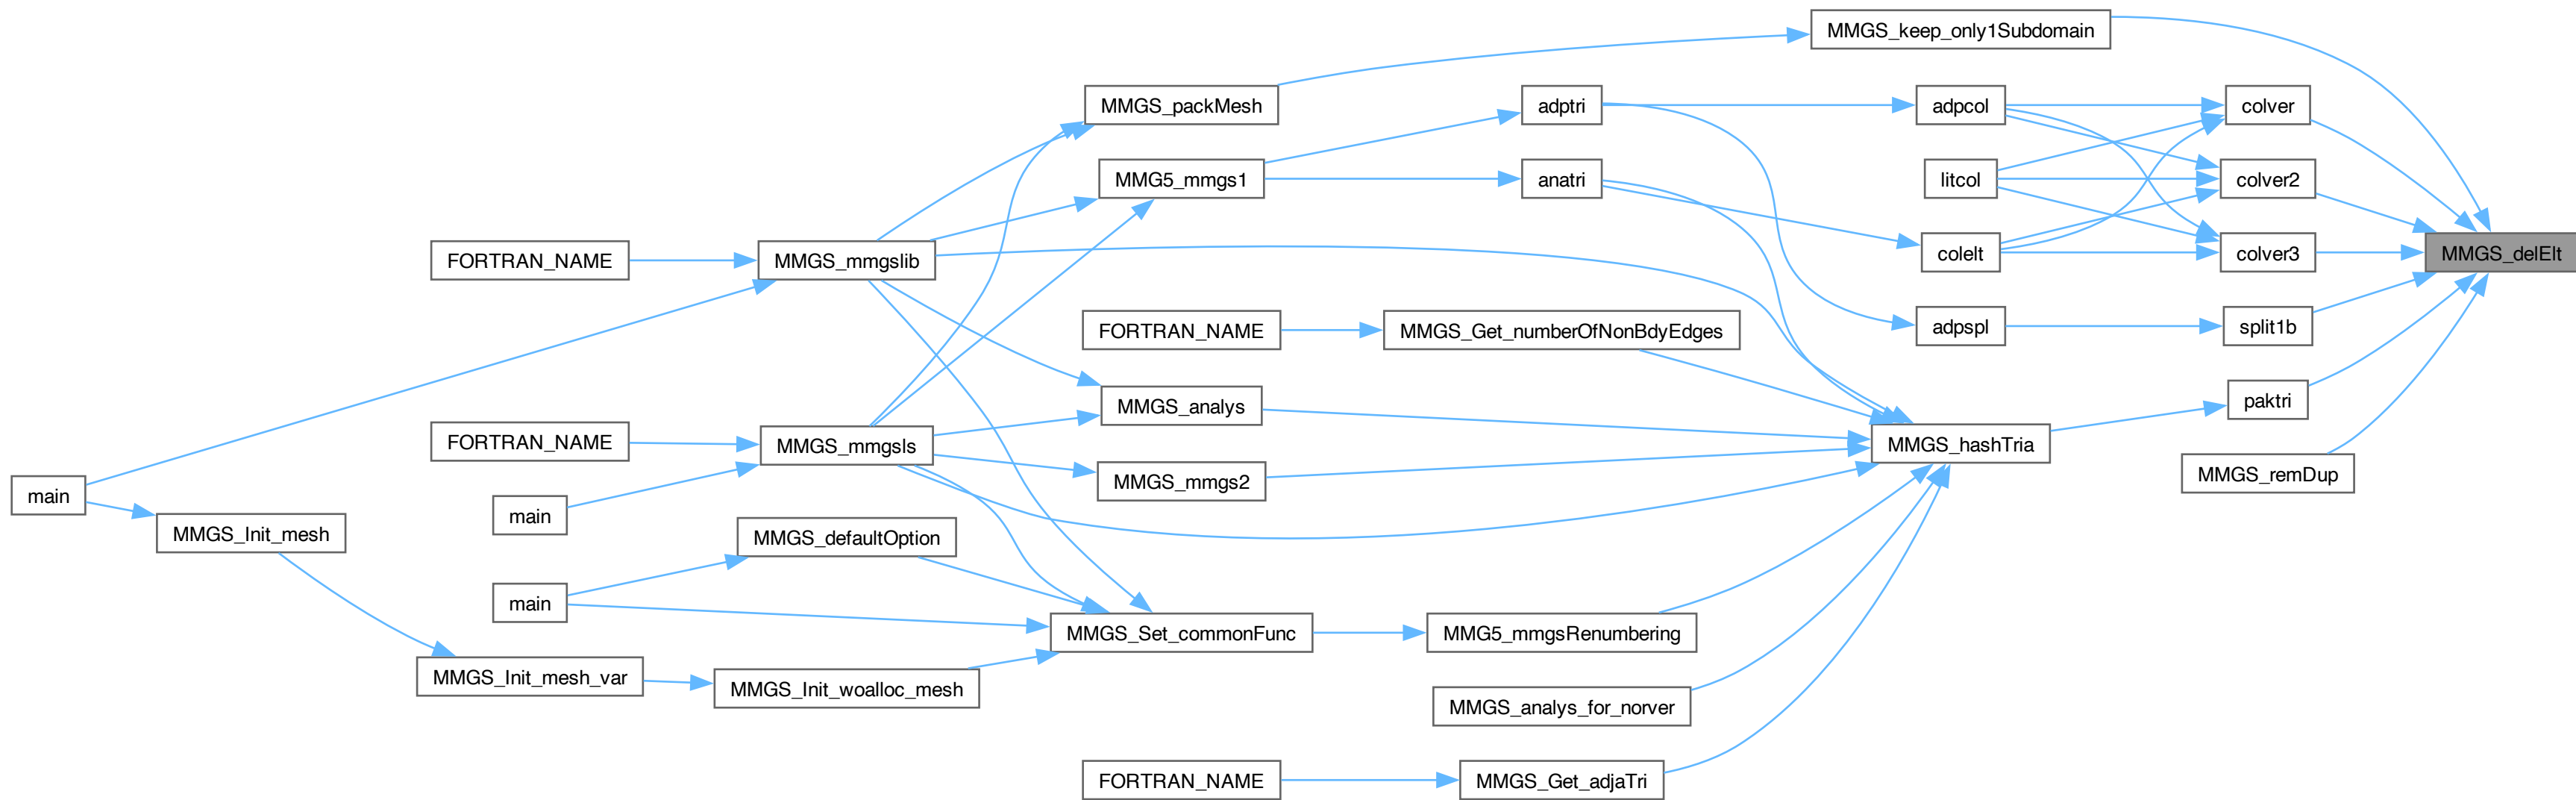 MMGS_keep_only1Subdomain
MMGS_packMesh
adptri
adpcol
colver
MMG5_mmgs1
anatri
litcol
colver2
FORTRAN_NAME
MMGS_mmgslib
colelt
colver3
MMGS_delElt
FORTRAN_NAME
MMGS_Get_numberOfNonBdyEdges
adpspl
split1b
MMGS_analys
paktri
FORTRAN_NAME
MMGS_mmgsls
MMGS_hashTria
MMGS_mmgs2
MMGS_remDup
main
main
MMGS_Init_mesh
MMGS_defaultOption
main
MMGS_Set_commonFunc
MMG5_mmgsRenumbering
MMGS_Init_mesh_var
MMGS_Init_woalloc_mesh
MMGS_analys_for_norver
FORTRAN_NAME
MMGS_Get_adjaTri